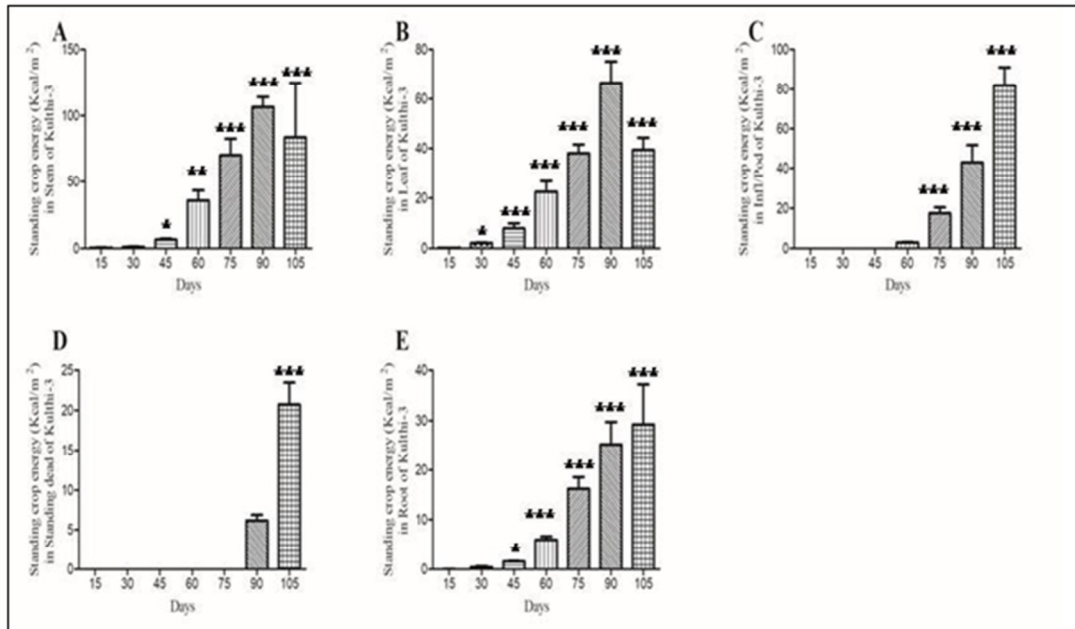 A
Standing crop energy (Kcal/m 2)
in Stem of Kulthi-3
150
100
50
0
*
**
***
***
***
15 30 45 60 75 90 105
Days
B
Standing crop energy (Kcal/m 2)
in Leaf of Kulthi-3
80
60
40
20
0
*
***
***
***
***
***
15 30 45 60 75 90 105
Days
C
Standing crop energy (Kcal/m 2)
in Infl/Pod of Kulthi-3
100
80
60
40
20
0
***
***
***
15 30 45 60 75 90 105
Days
D
Standing crop energy (Kcal/m 2)
in Standing dead of Kulthi-3
25
20
15
10
5
0
***
15 30 45 60 75 90 105
Days
E
Standing crop energy (Kcal/m 2)
in Root of Kulthi-3
40
30
20
10
0
*
***
***
***
***
15 30 45 60 75 90 105
Days